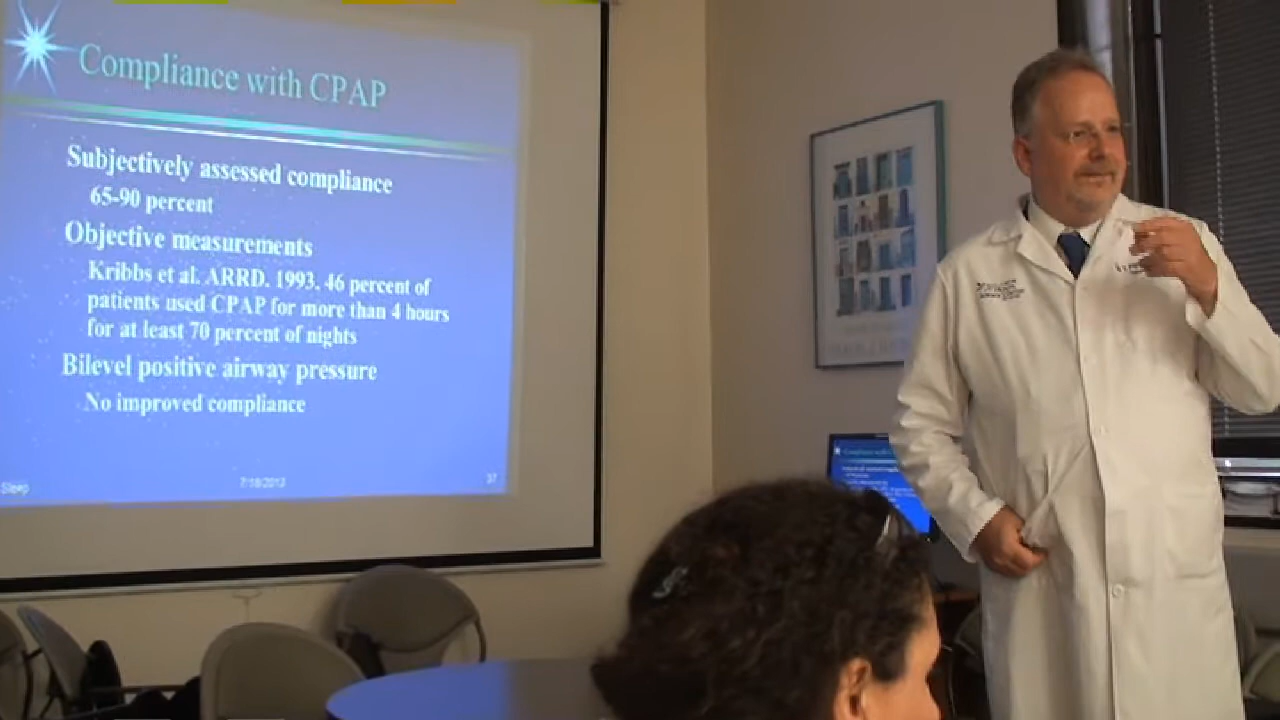 Compliance with CPAP
Subjectively assessed compliance
65-90 percent
Objective measurements
Kribbs et al. ARRD. 1993. 46 percent of
patients used CPAP for more than 4 hours
for at least 70 percent of nights
Bilevel positive airway pressure
No improved compliance
Sleep
7/18/2013
37